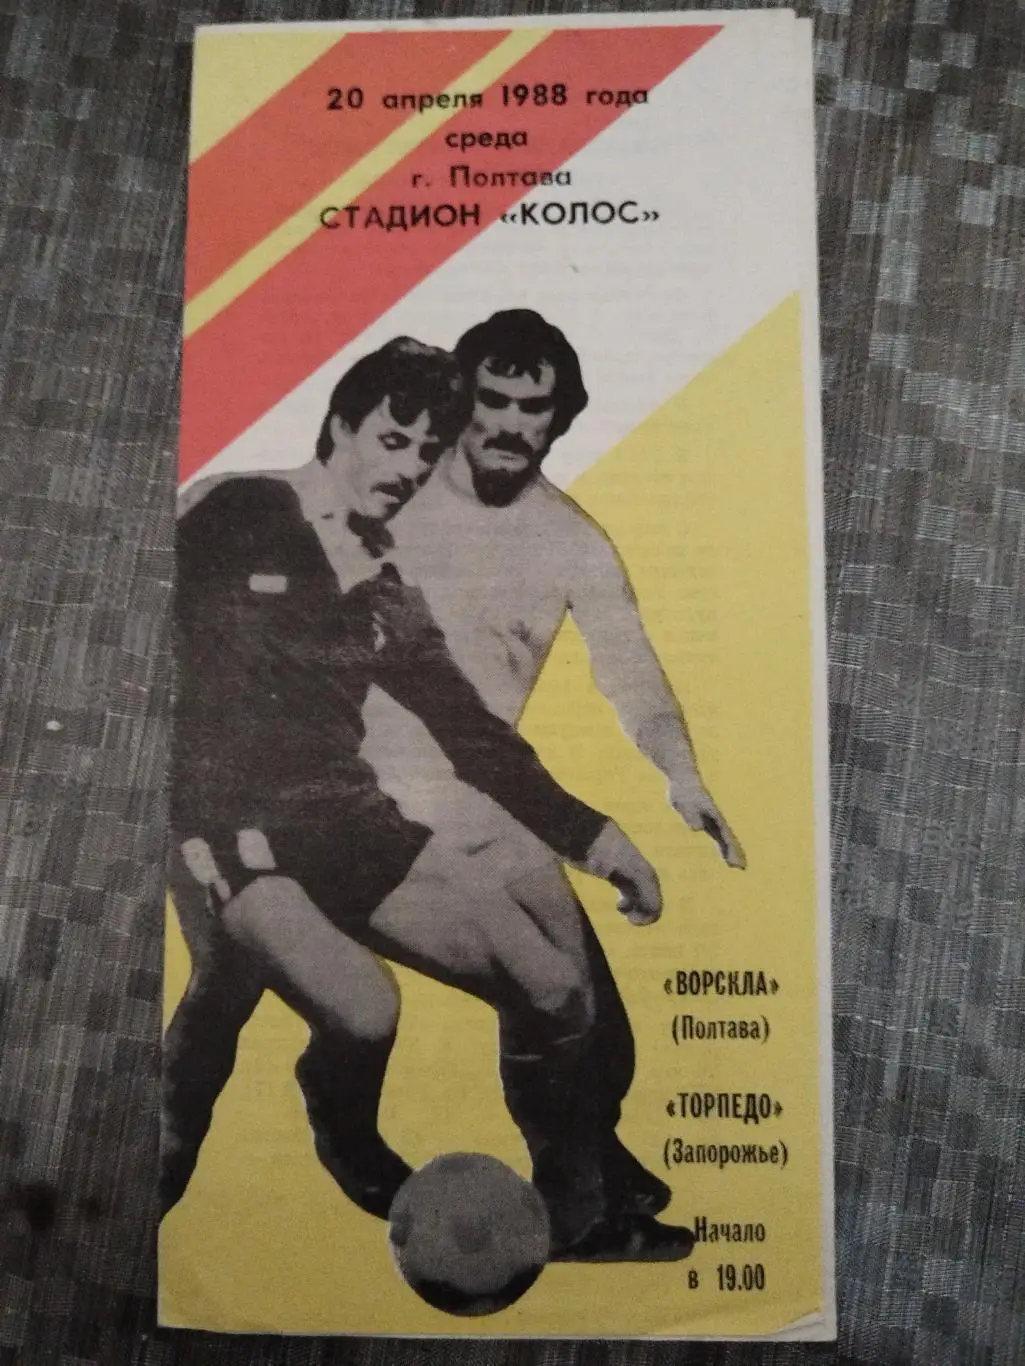 20 апреля 1988 года
среда
г. Полтава
СТАДИОН «КОЛОС»
«ВОРСКЛА»
(Полтава)
«ТОРПЕДО»
(Запорожье)
Начало
в 19.00